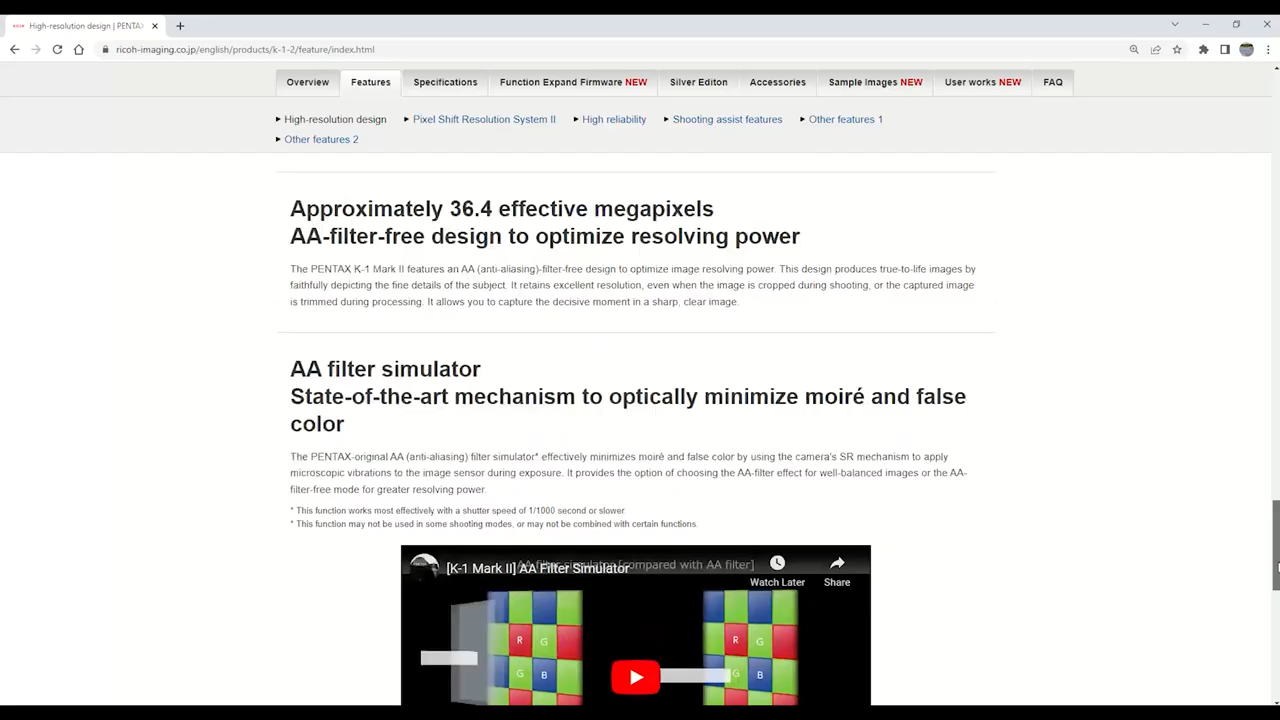 High-resolution design | PENTAX
ricoh-imaging.co.jp/english/products/k-1-2/feature/index.html
Overview Features Specifications Function Expand Firmware NEW Silver Editon Accessories Sample Images NEW User works NEW FAQ
High-resolution design Pixel Shift Resolution System II High reliability Shooting assist features Other features 1
Other features 2
Approximately 36.4 effective megapixels
AA-filter-free design to optimize resolving power
The PENTAX K-1 Mark II features an AA (anti-aliasing)-filter-free design to optimize image resolving power. This design produces true-to-life images by
faithfully depicting the fine details of the subject. It retains excellent resolution, even when the image is cropped during shooting, or the captured image
is trimmed during processing. It allows you to capture the decisive moment in a sharp, clear image.
AA filter simulator
State-of-the-art mechanism to optically minimize moiré and false
color
The PENTAX-original AA (anti-aliasing) filter simulator* effectively minimizes moiré and false color by using the camera's SR mechanism to apply
microscopic vibrations to the image sensor during exposure. It provides the option of choosing the AA-filter effect for well-balanced images or the AA-
filter-free mode for greater resolving power.
* This function works most effectively with a shutter speed of 1/1000 second or slower.
* This function may not be used in some shooting modes, or may not be combined with certain functions.
AA filter simulator [compared with AA filter]
[K-1 Mark II] AA Filter Simulator
Watch Later Share
R G R G
G B G B